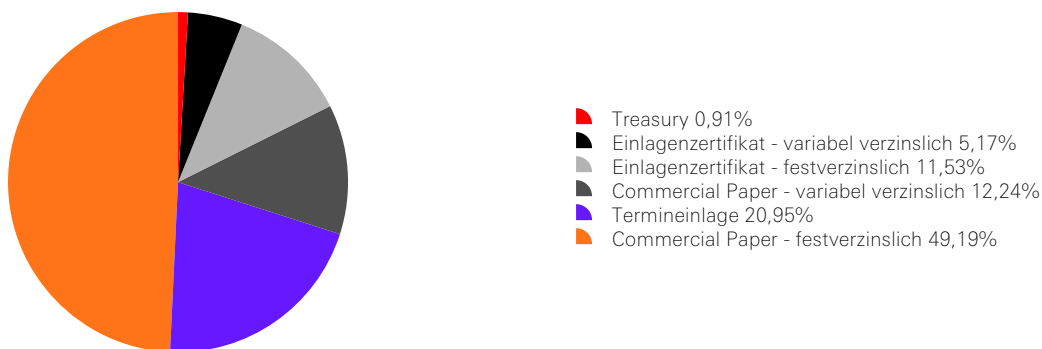 Treasury 0,91%
Einlagenzertifikat - variabel verzinslich 5,17%
Einlagenzertifikat - festverzinslich 11,53%
Commercial Paper - variabel verzinslich 12,24%
Termineinlage 20,95%
Commercial Paper - festverzinslich 49,19%